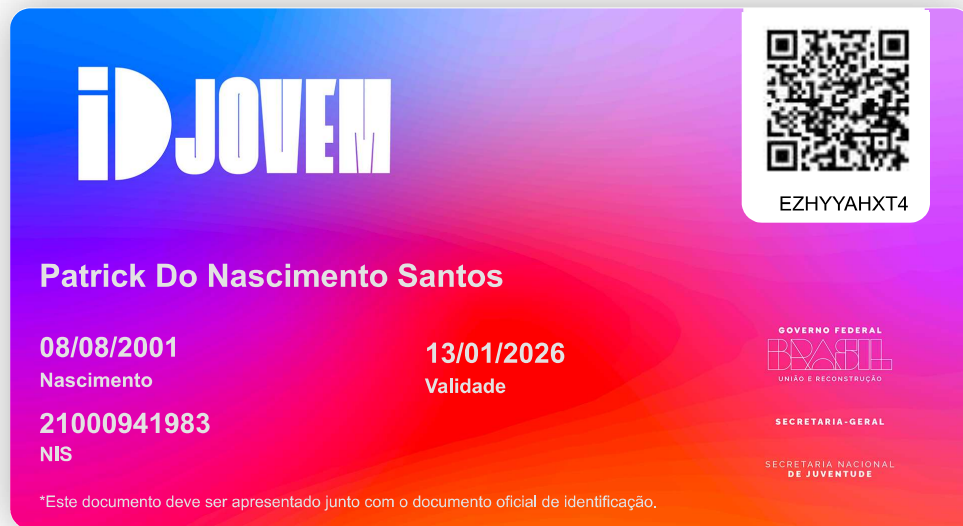 iD JOVEM
EZHYYAHXT4
Patrick Do Nascimento Santos
08/08/2001
Nascimento
13/01/2026
Validade
21000941983
NIS
GOVERNO FEDERAL
BRASIL
UNIÃO E RECONSTRUÇÃO
SECRETARIA-GERAL
SECRETARIA NACIONAL
DE JUVENTUDE
*Este documento deve ser apresentado junto com o documento oficial de identificação.